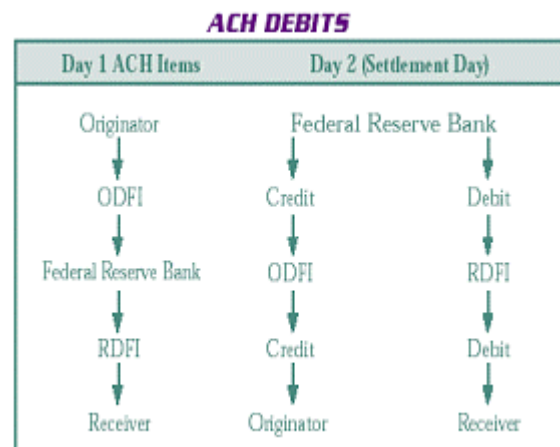 ACH DEBITS
Day 1 ACH Items
Day 2 (Settlement Day)
Originator
ODFI
Federal Reserve Bank
RDFI
Receiver
Federal Reserve Bank
Credit
ODFI
Credit
Originator
Debit
RDFI
Debit
Receiver